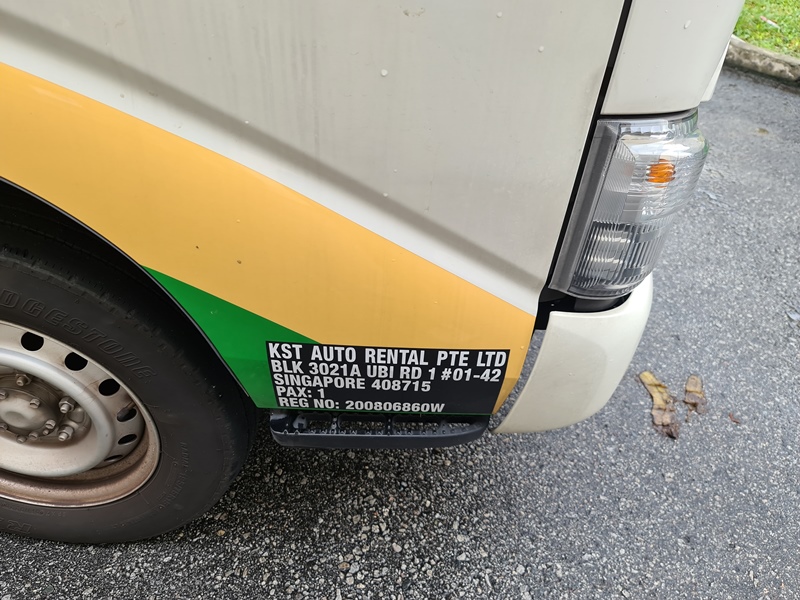 KST AUTO RENTAL PTE LTD
BLK 3021A UBI RD 1 #01-42
SINGAPORE 408715
PAX: 1
REG NO: 200806860W
BRIDGESTONE